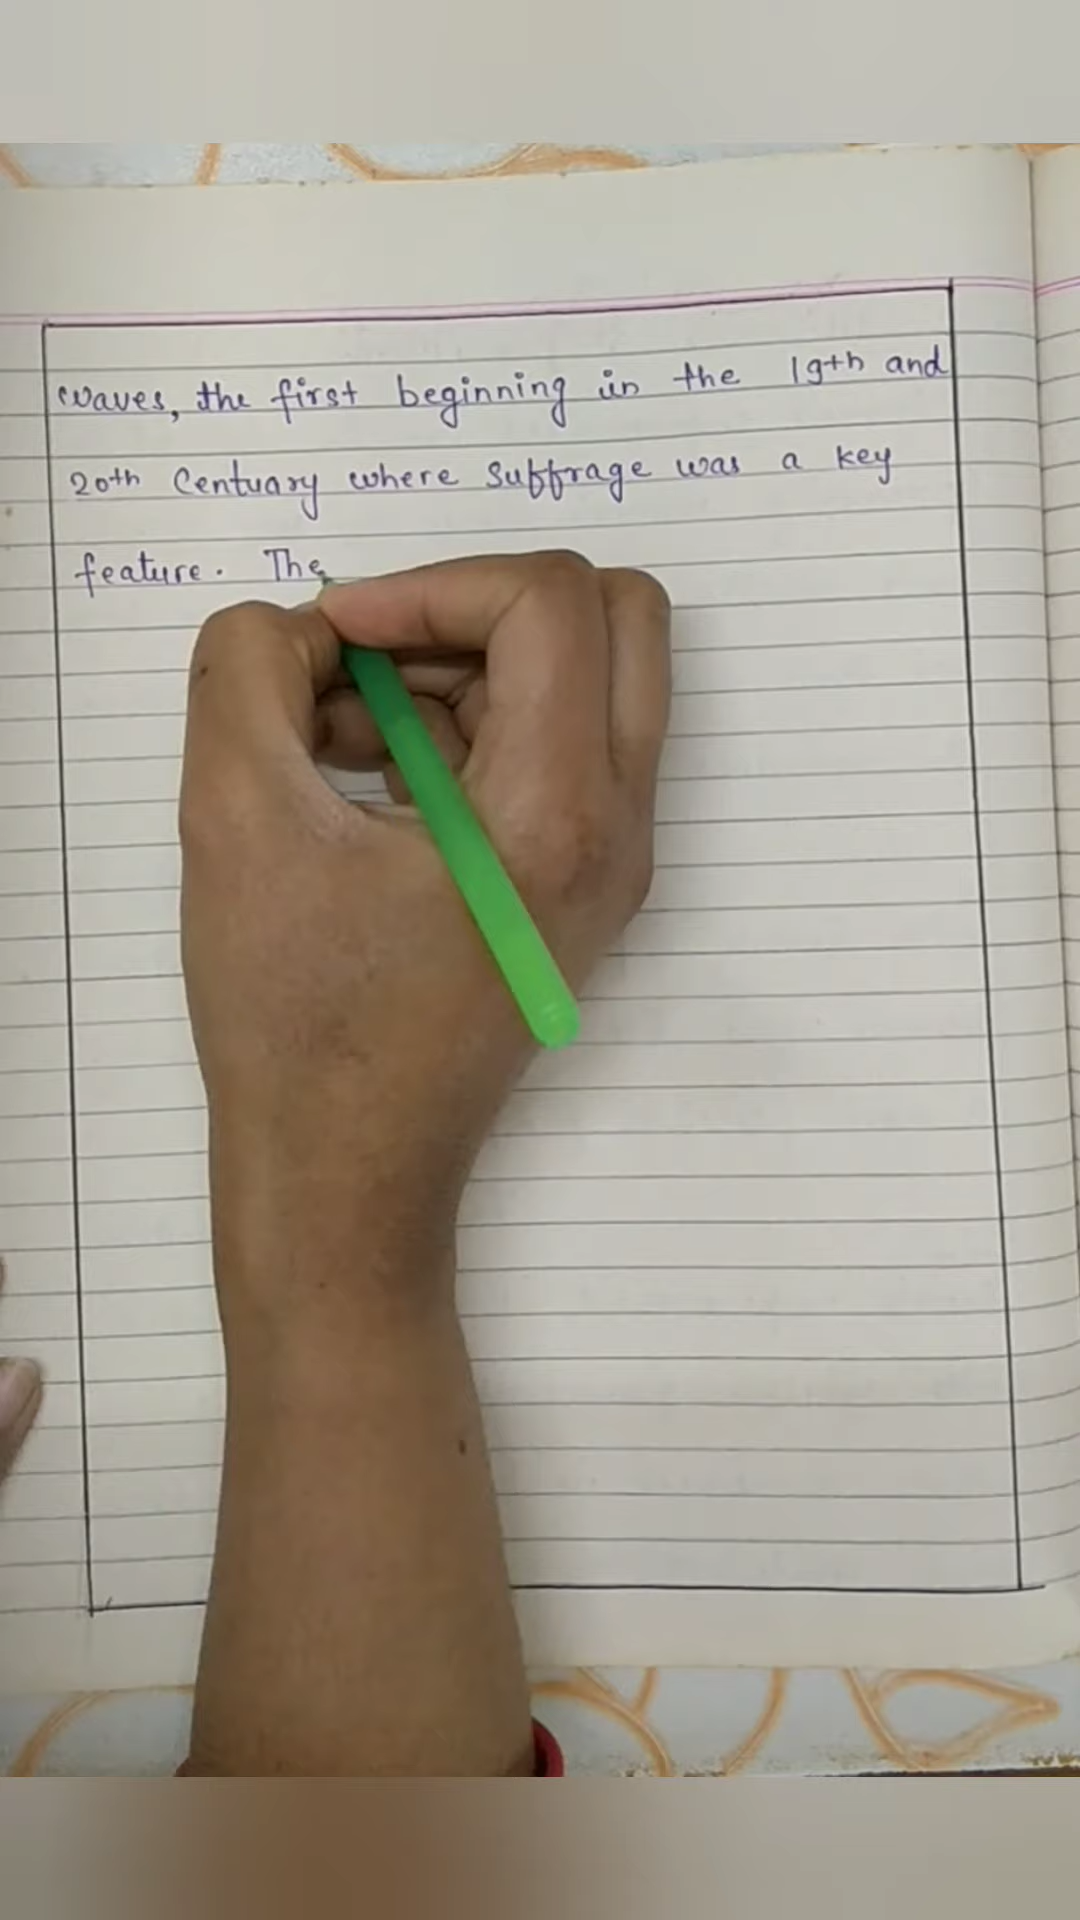 waves, the first beginning in the 19th and
20th Centuary where Suffrage was a key
feature. The